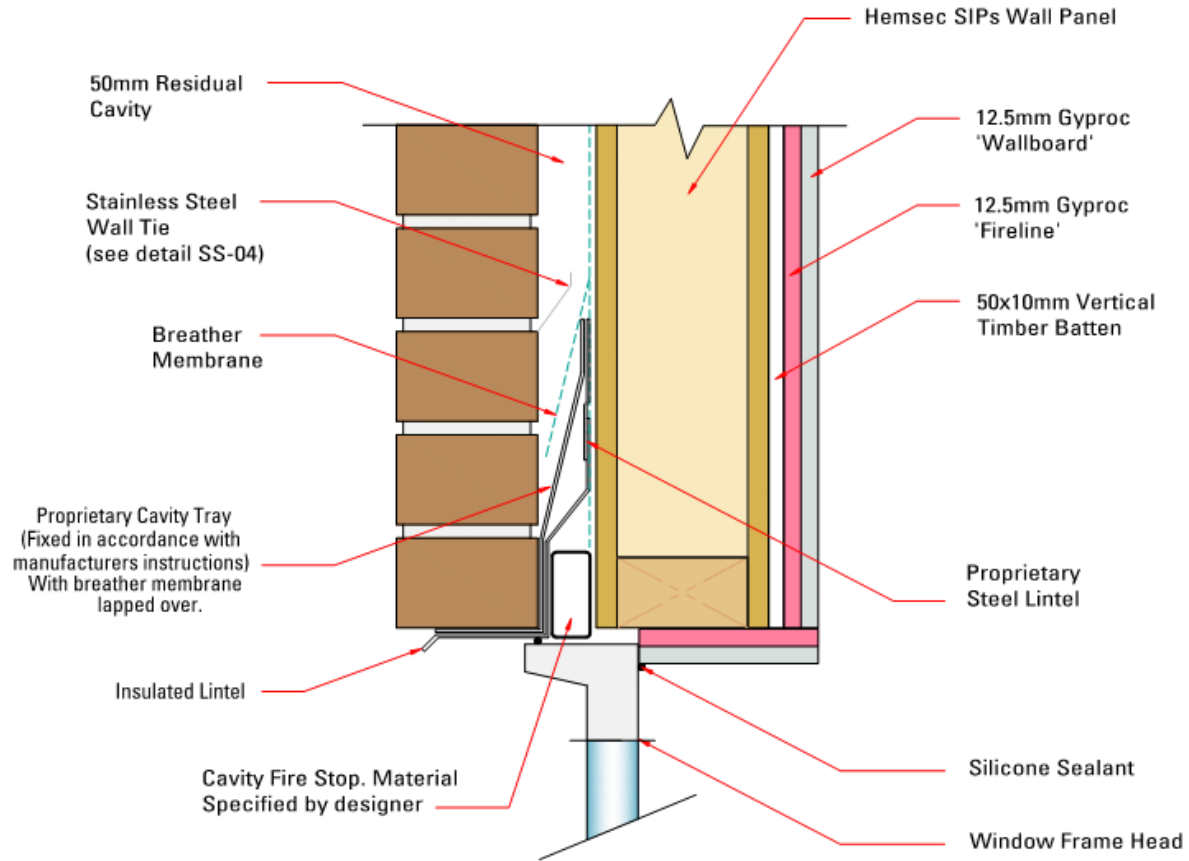 Hemsec SIPs Wall Panel
50mm Residual
Cavity
12.5mm Gyproc
'Wallboard'
Stainless Steel
Wall Tie
(see detail SS-04)
12.5mm Gyproc
'Fireline'
50x10mm Vertical
Timber Batten
Breather
Membrane
Proprietary Cavity Tray
(Fixed in accordance with
manufacturers instructions)
With breather membrane
lapped over.
Proprietary
Steel Lintel
Insulated Lintel
Cavity Fire Stop. Material
Specified by designer
Silicone Sealant
Window Frame Head